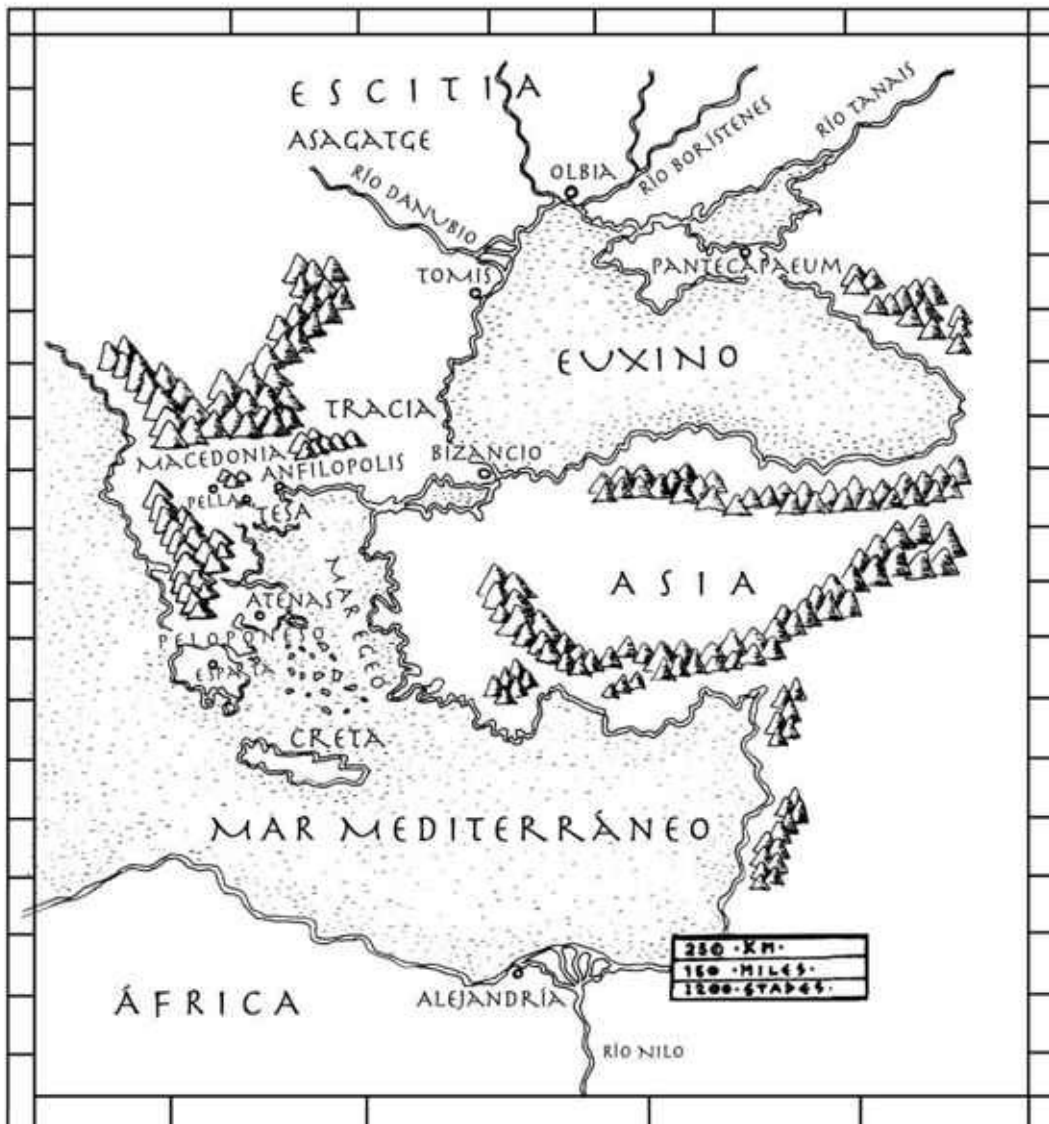 ESCITIA
ASAGATGE
RÍO TANAIS
RÍO BORÍSTENES
OLBIA
RÍO DANUBIO
TOMIS
PANTECAPAEUM
EUXINO
TRACIA
MACEDONIA
ANFILOPOLIS
BIZANCIO
PELLA
TESA
MAR EGEO
ASIA
ATENAS
PELOPONESO
ESPARTA
CRETA
MAR MEDITERRÁNEO
250 · KM ·
150 · MILES ·
1200 · STADES ·
ALEJANDRÍA
ÁFRICA
RÍO NILO